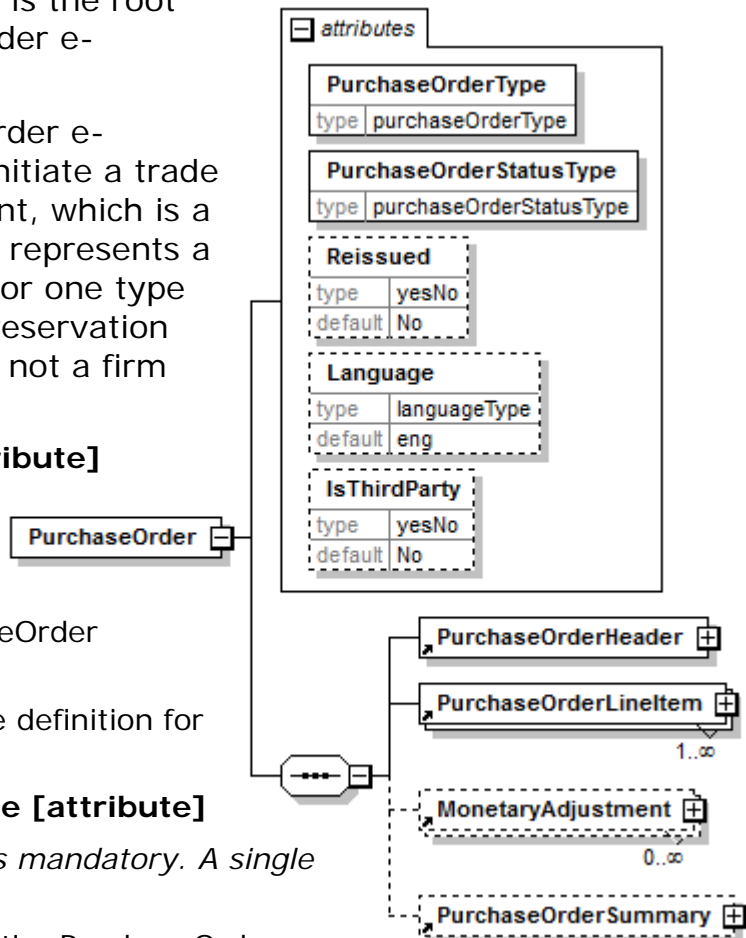 is the root
der e-
rder e-
nitiate a trade
nt, which is a
represents a
or one type
eservation
not a firm
ribute]
eOrder
e definition for
e [attribute]
s mandatory. A single
attributes
PurchaseOrderType
type purchaseOrderType
PurchaseOrderStatusType
type purchaseOrderStatusType
Reissued
type yesNo
default No
Language
type languageType
default eng
IsThirdParty
type yesNo
default No
PurchaseOrder
PurchaseOrderHeader
PurchaseOrderLineItem
1..∞
MonetaryAdjustment
0..∞
PurchaseOrderSummary